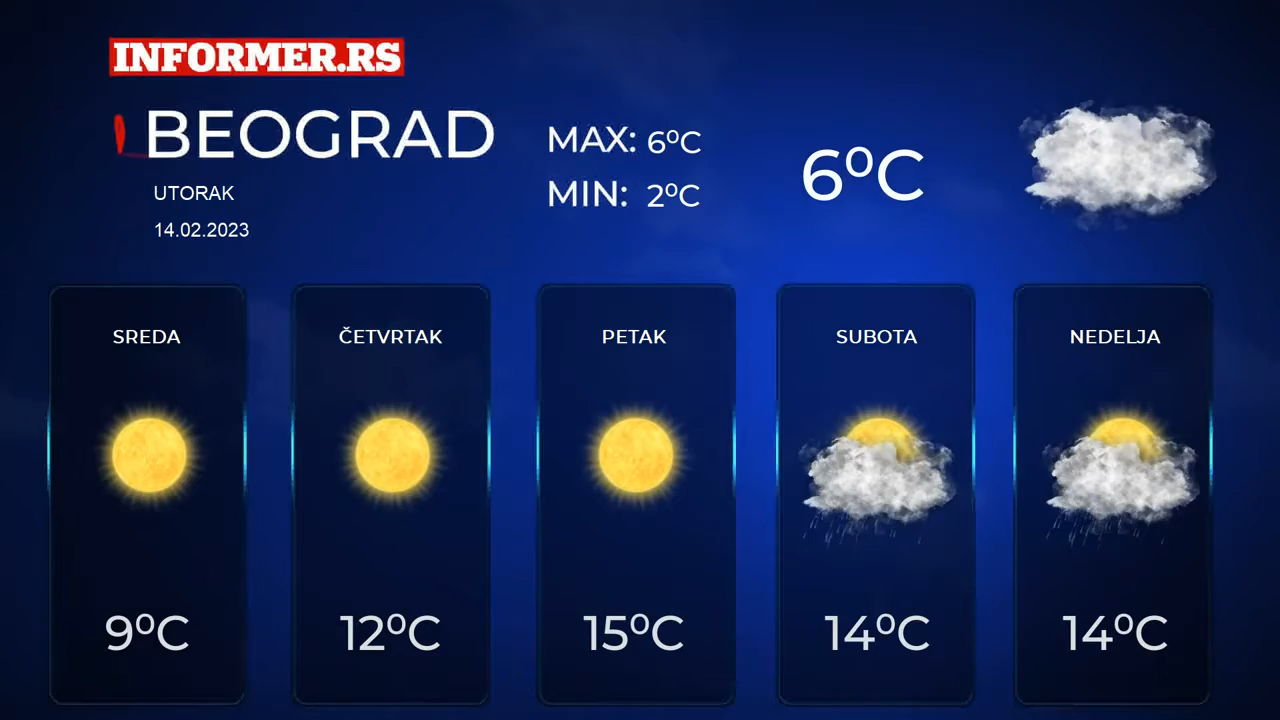 INFORMER.RS
BEOGRAD
UTORAK
14.02.2023
MAX: 6ºC
MIN: 2ºC
6ºC
SREDA
9ºC
ČETVRTAK
12ºC
PETAK
15ºC
SUBOTA
14ºC
NEDELJA
14ºC